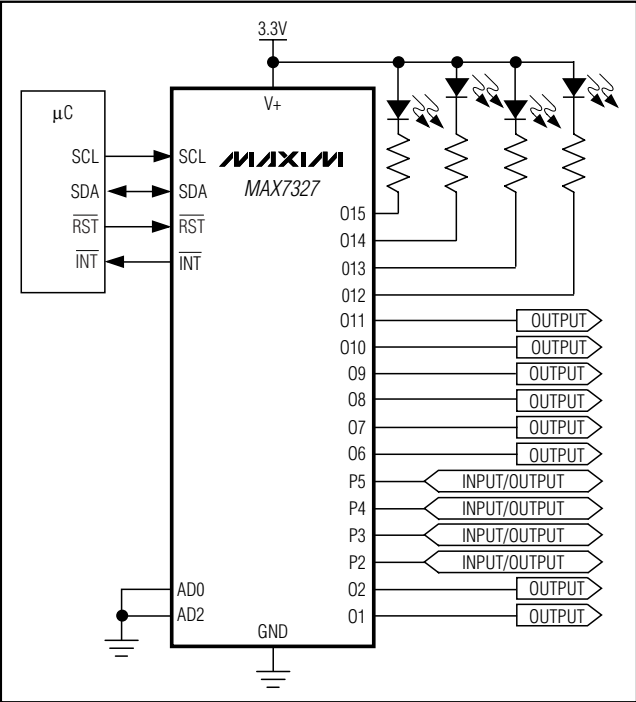 3.3V
V+
μC
SCL
SCL
MAXIM
SDA
SDA
MAX7327
RST
RST
INT
INT
O15
O14
O13
O12
O11
OUTPUT
O10
OUTPUT
O9
OUTPUT
O8
OUTPUT
O7
OUTPUT
O6
OUTPUT
P5
INPUT/OUTPUT
P4
INPUT/OUTPUT
P3
INPUT/OUTPUT
P2
INPUT/OUTPUT
AD0
O2
OUTPUT
AD2
O1
OUTPUT
GND